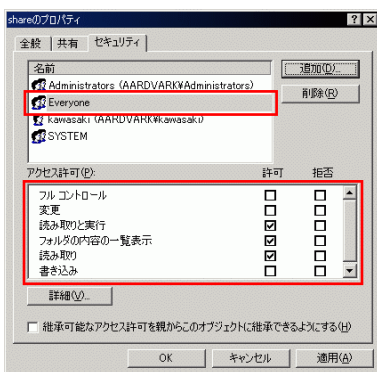 shareのプロパティ
全般 共有 セキュリティ
名前
追加(D)...
Administrators (AARDVARK¥Administrators)
削除(R)
Everyone
kawasaki (AARDVARK¥kawasaki)
SYSTEM
アクセス許可(P): 許可 拒否
フル コントロール
変更
読み取りと実行
フォルダの内容の一覧表示
読み取り
書き込み
詳細(V)...
継承可能なアクセス許可を親からこのオブジェクトに継承できるようにする(H)
OK キャンセル 適用(A)